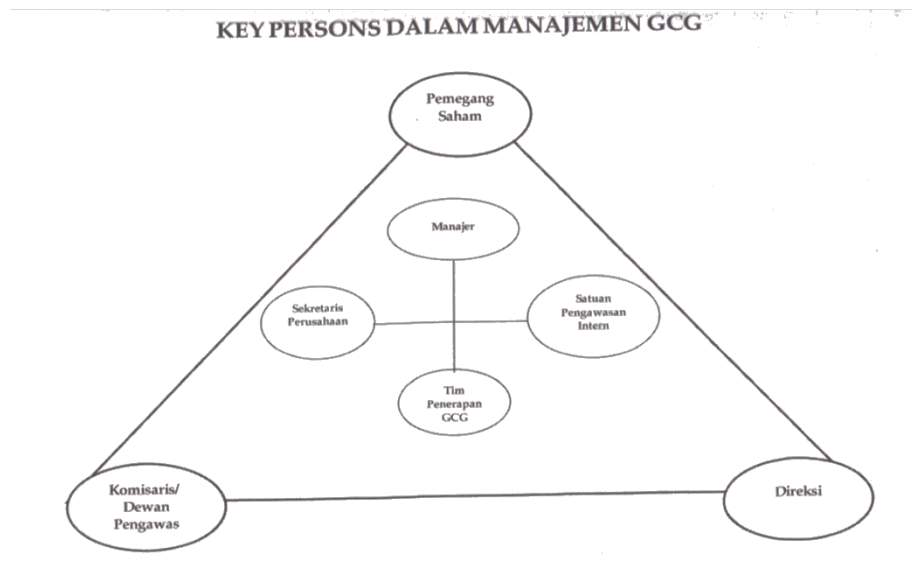 KEY PERSONS DALAM MANAJEMEN GCG
Pemegang
Saham
Manajer
Sekretaris
Perusahaan
Satuan
Pengawasan
Intern
Tim
Penerapan
GCG
Komisaris/
Dewan
Pengawas
Direksi